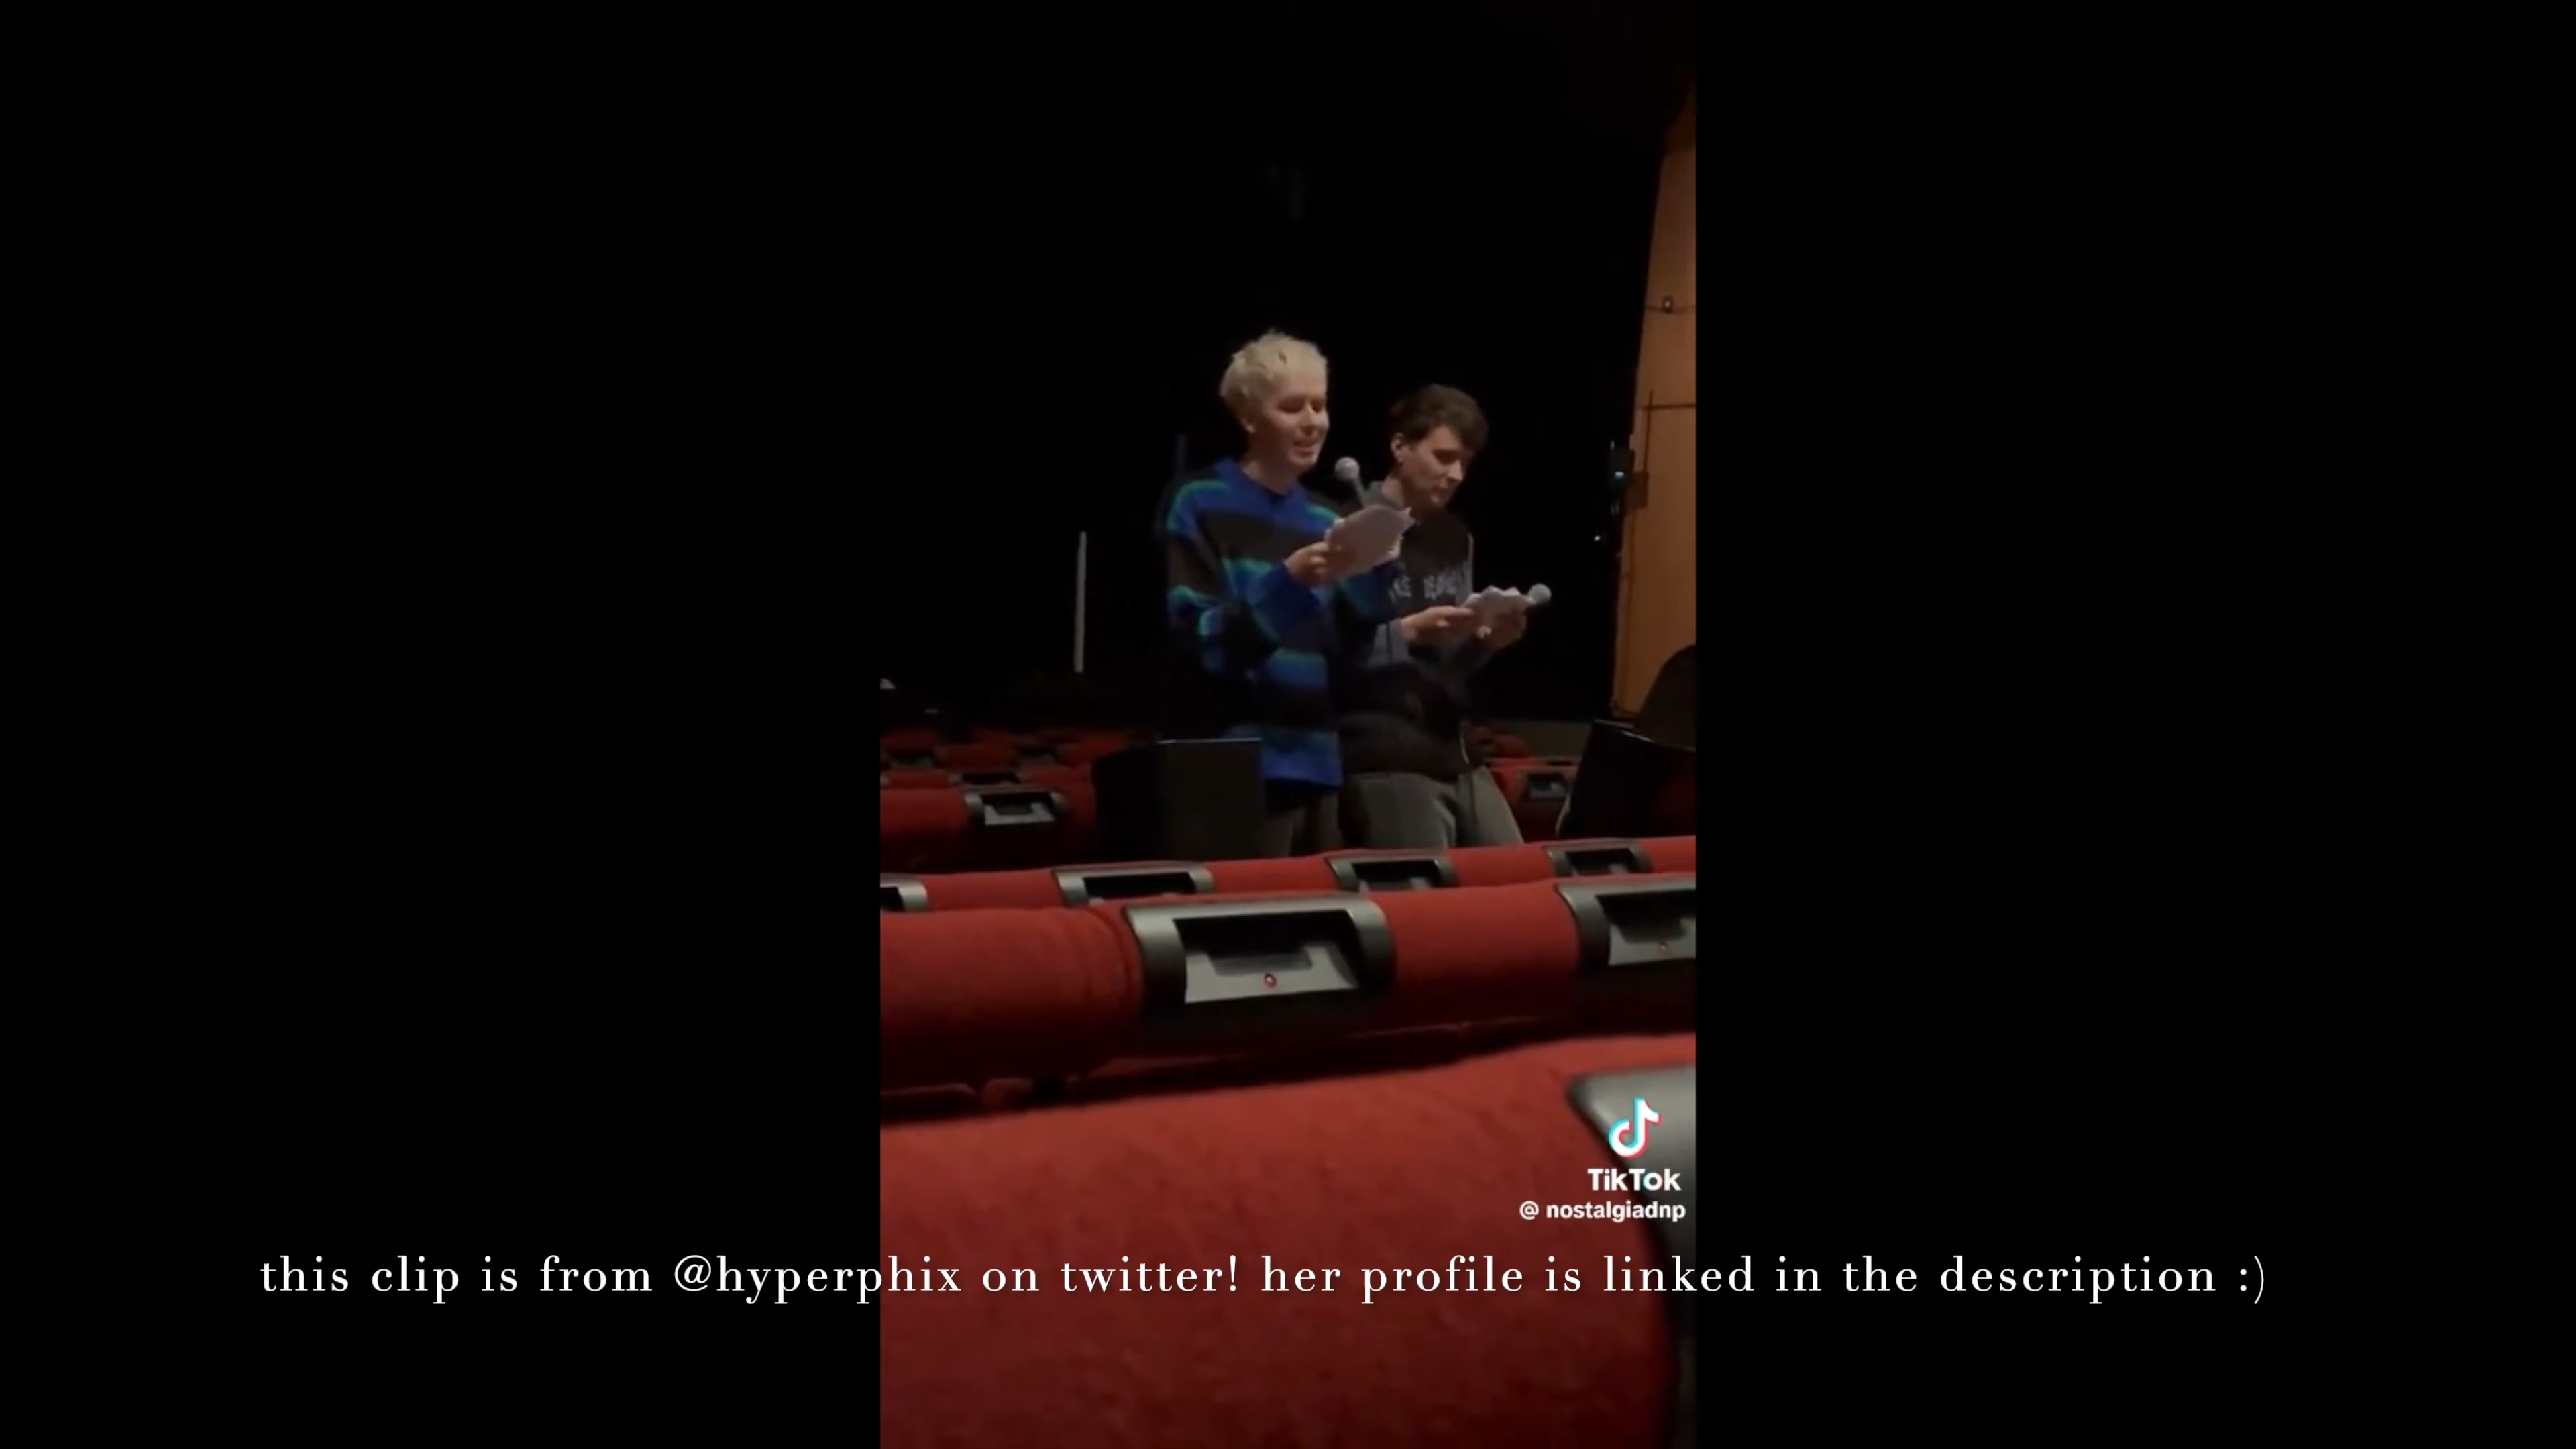 TikTok
@ nostalgiadnp
this clip is from @hyperphix on twitter! her profile is linked in the description :)